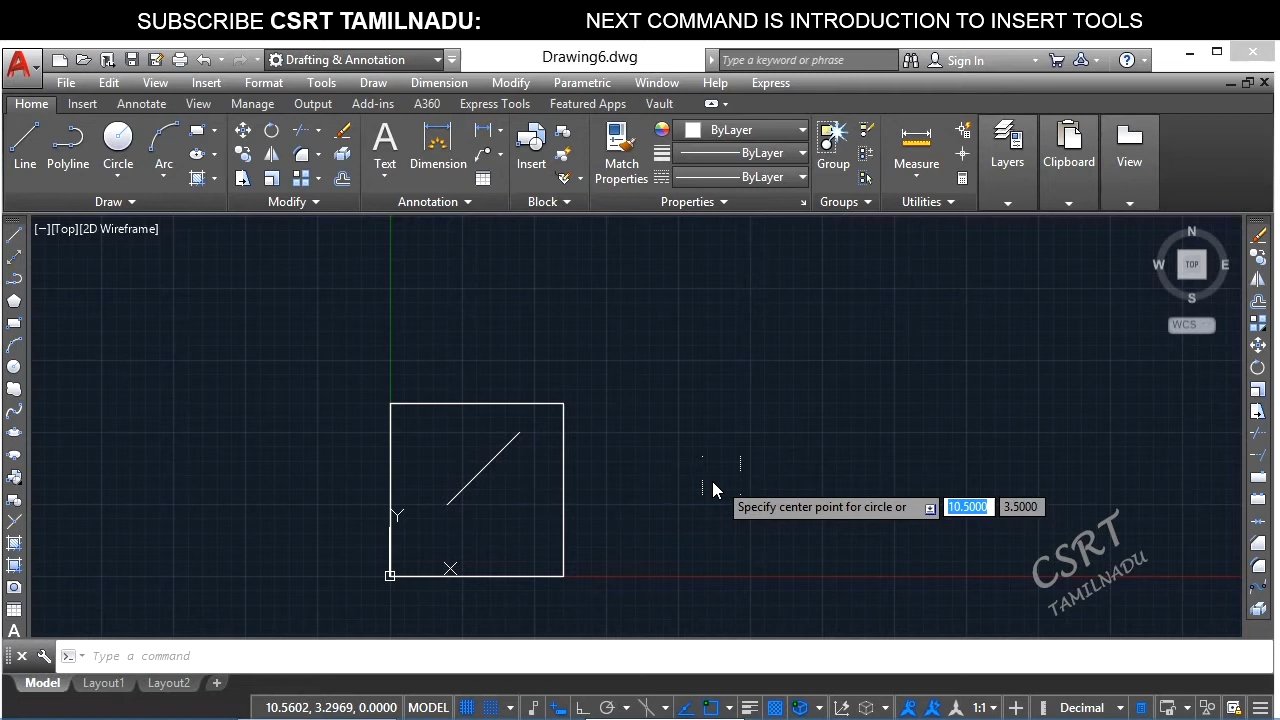 SUBSCRIBE CSRT TAMILNADU: NEXT COMMAND IS INTRODUCTION TO INSERT TOOLS
A Drafting & Annotation Drawing6.dwg Type a keyword or phrase Sign In
File Edit View Insert Format Tools Draw Dimension Modify Parametric Window Help Express
Home Insert Annotate View Manage Output Add-ins A360 Express Tools Featured Apps Vault
ByLayer
ByLayer
ByLayer
Line Polyline Circle Arc Text Dimension Insert Match Properties Group Measure Layers Clipboard View
Draw Modify Annotation Block Properties Groups Utilities
[−][Top][2D Wireframe]
N
W TOP E
S
WCS
Y
X
Specify center point for circle or 10.5000 3.5000
CSRT
TAMILNADU
A
Type a command
Model Layout1 Layout2 +
10.5602, 3.2969, 0.0000 MODEL 1:1 Decimal